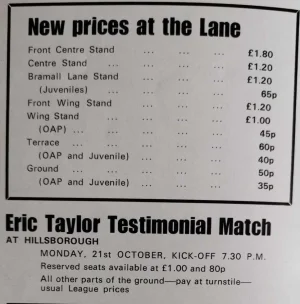 New prices at the Lane
Front Centre Stand ... ... ... £1.80
Centre Stand ... ... ... ... £1.20
Bramall Lane Stand ... ... ... £1.20
(Juveniles) ... ... ... 65p
Front Wing Stand ... ... ... £1.20
Wing Stand ... ... ... £1.00
(OAP) ... ... ... ... 45p
Terrace ... ... ... ... 60p
(OAP and Juvenile) ... ... 40p
Ground ... ... ... ... 50p
(OAP and Juvenile) ... ... 35p
Eric Taylor Testimonial Match
AT HILLSBOROUGH
MONDAY, 21st OCTOBER, KICK-OFF 7.30 P.M.
Reserved seats available at £1.00 and 80p
All other parts of the ground—pay at turnstile—
usual League prices